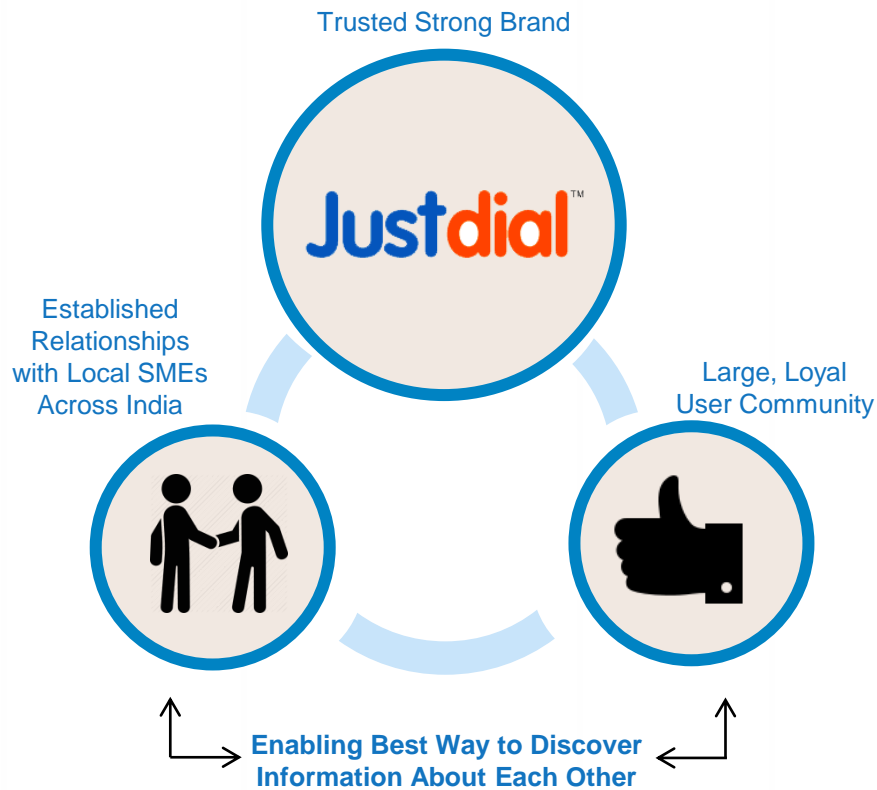 Trusted Strong Brand
Justdial™
Established
Relationships
with Local SMEs
Across India
Large, Loyal
User Community
Enabling Best Way to Discover
Information About Each Other